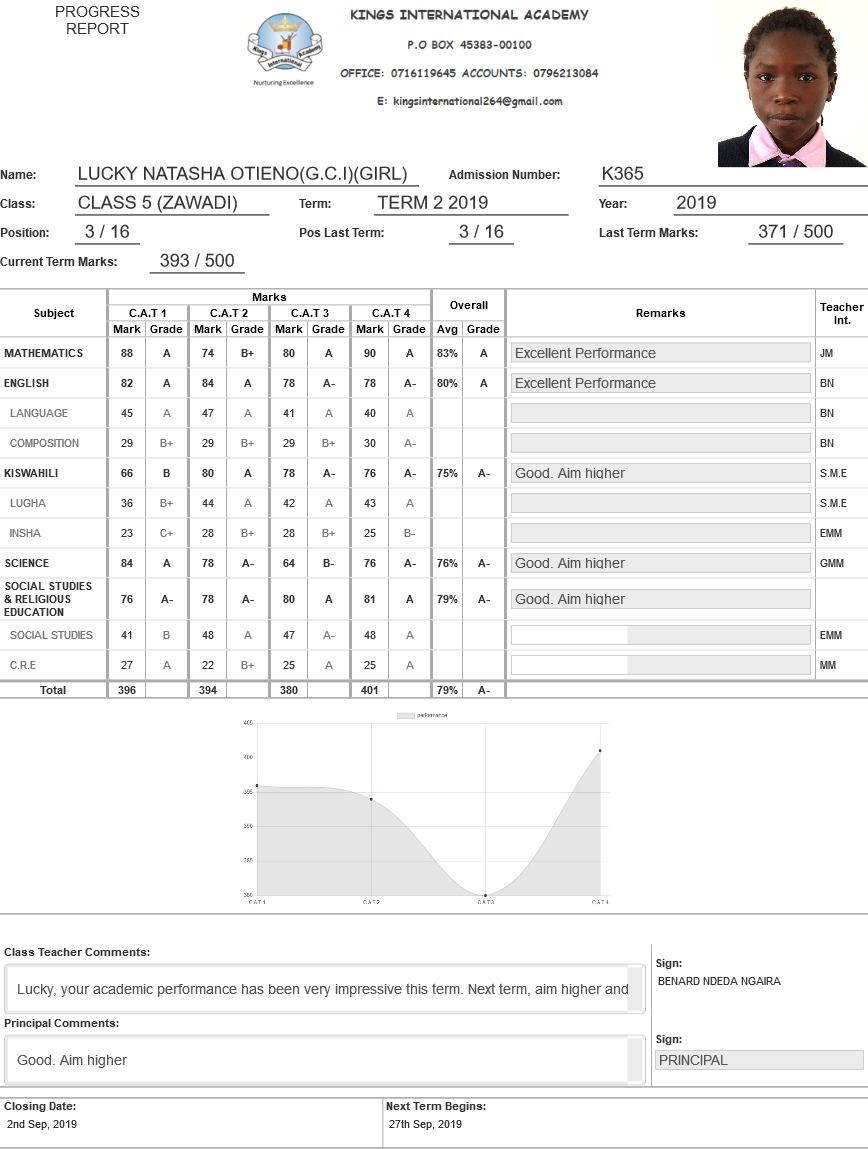 PROGRESS
REPORT
KINGS INTERNATIONAL ACADEMY
P.O BOX 45383-00100
OFFICE: 0716119645 ACCOUNTS: 0796213084
E: kingsinternational264@gmail.com
Kings International Academy
Nurturing Excellence
Name: LUCKY NATASHA OTIENO(G.C.I)(GIRL) Admission Number: K365
Class: CLASS 5 (ZAWADI) Term: TERM 2 2019 Year: 2019
Position: 3 / 16 Pos Last Term: 3 / 16 Last Term Marks: 371 / 500
Current Term Marks: 393 / 500
Subject Marks Overall Remarks Teacher Int.
C.A.T 1 C.A.T 2 C.A.T 3 C.A.T 4
Mark Grade Mark Grade Mark Grade Mark Grade Avg Grade
MATHEMATICS 88 A 74 B+ 80 A 90 A 83% A Excellent Performance JM
ENGLISH 82 A 84 A 78 A- 78 A- 80% A Excellent Performance BN
LANGUAGE 45 A 47 A 41 A 40 A BN
COMPOSITION 29 B+ 29 B+ 29 B+ 30 A- BN
KISWAHILI 66 B 80 A 78 A- 76 A- 75% A- Good. Aim higher S.M.E
LUGHA 36 B+ 44 A 42 A 43 A S.M.E
INSHA 23 C+ 28 B+ 28 B+ 25 B- EMM
SCIENCE 84 A 78 A- 64 B- 76 A- 76% A- Good. Aim higher GMM
SOCIAL STUDIES & RELIGIOUS EDUCATION 76 A- 78 A- 80 A 81 A 79% A- Good. Aim higher
SOCIAL STUDIES 41 B 48 A 47 A- 48 A EMM
C.R.E 27 A 22 B+ 25 A 25 A MM
Total 396 394 380 401 79% A-
performance
405
400
395
390
385
380
CAT1 CAT2 CAT3 CAT4
Class Teacher Comments:
Lucky, your academic performance has been very impressive this term. Next term, aim higher and
Sign:
BENARD NDEDA NGAIRA
Principal Comments:
Good. Aim higher
Sign:
PRINCIPAL
Closing Date: Next Term Begins:
2nd Sep, 2019 27th Sep, 2019